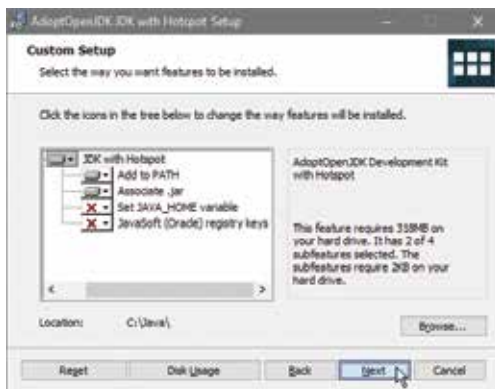 AdoptOpenJDK JDK with Hotspot Setup
Custom Setup
Select the way you want features to be installed.
Click the icons in the tree below to change the way features will be installed.
JDK with Hotspot
Add to PATH
Associate .jar
Set JAVA_HOME variable
JavaSoft (Oracle) registry keys
AdoptOpenJDK Development Kit
with Hotspot
This feature requires 318MB on
your hard drive. It has 2 of 4
subfeatures selected. The
subfeatures require 2KB on your
hard drive.
Location: C:\Java\
Browse...
Reset Disk Usage Back Next Cancel